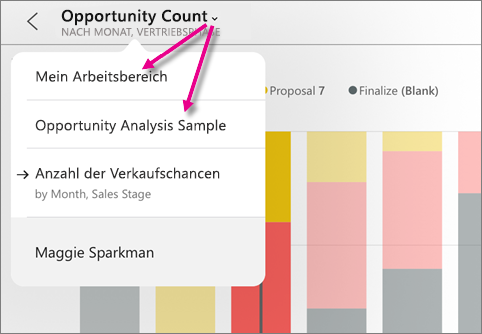 Opportunity Count
NACH MONAT, VERTRIEBSPHASE
Mein Arbeitsbereich
Proposal 7
Finalize (Blank)
Opportunity Analysis Sample
Anzahl der Verkaufschancen
by Month, Sales Stage
Maggie Sparkman